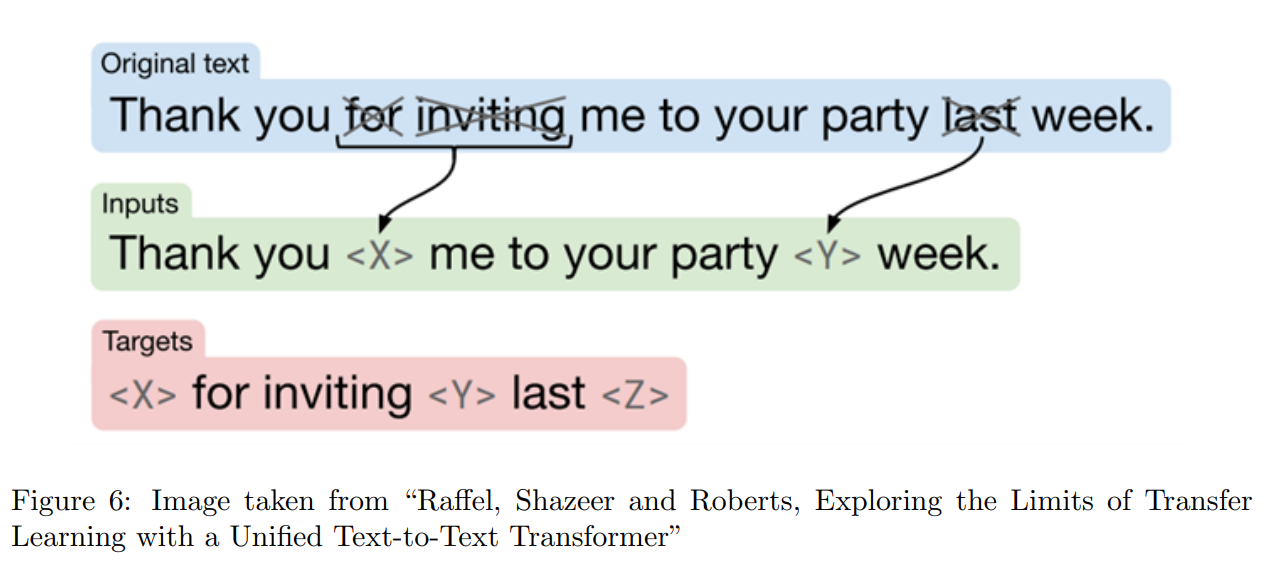 Original text
Thank you for inviting me to your party last week.
Inputs
Thank you <X> me to your party <Y> week.
Targets
<X> for inviting <Y> last <Z>
Figure 6: Image taken from “Raffel, Shazeer and Roberts, Exploring the Limits of Transfer
Learning with a Unified Text-to-Text Transformer”